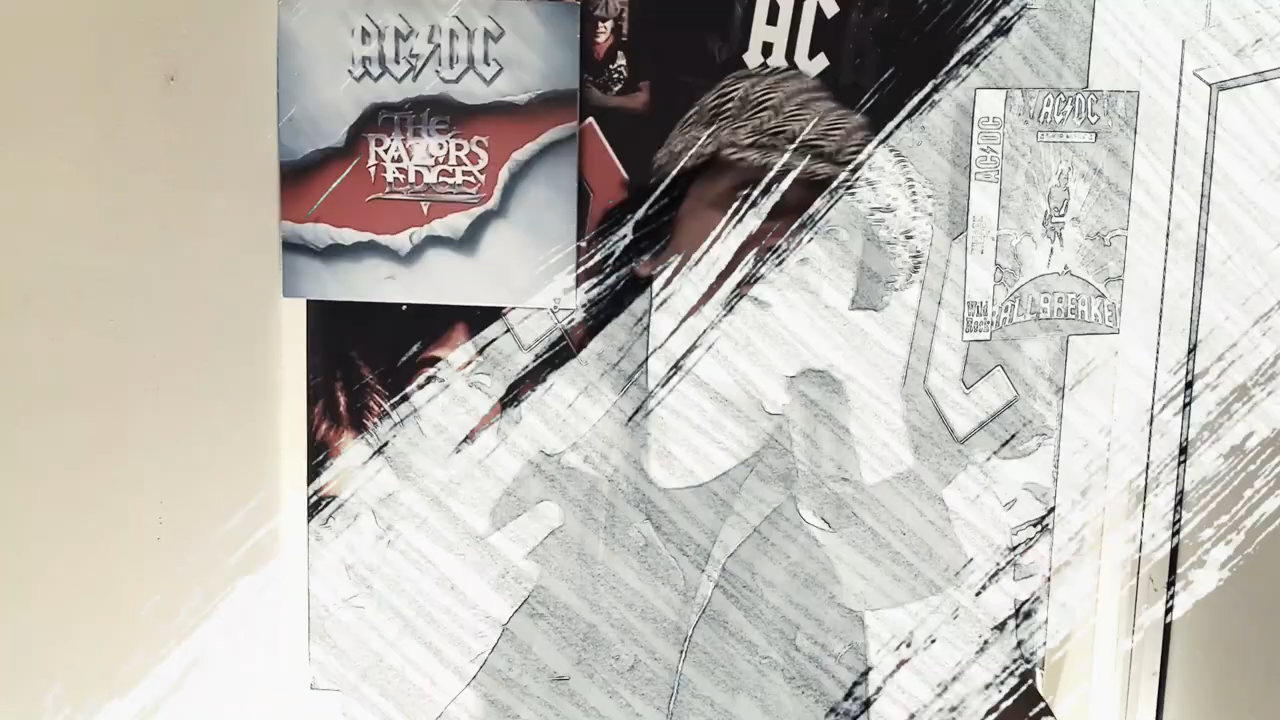 AC⚡DC
THE
RAZORS
EDGE
AC
AC⚡DC
AC⚡DC
BALLBREAKER
Wild
Rock